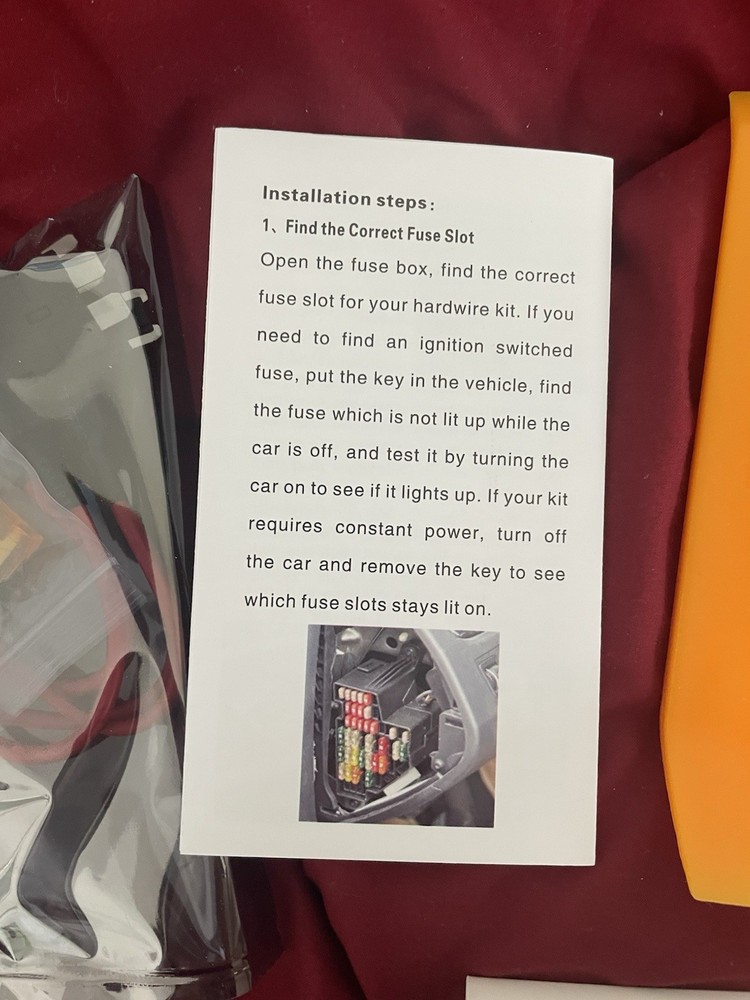 Installation steps:
1、Find the Correct Fuse Slot
Open the fuse box, find the correct
fuse slot for your hardwire kit. If you
need to find an ignition switched
fuse, put the key in the vehicle, find
the fuse which is not lit up while the
car is off, and test it by turning the
car on to see if it lights up. If your kit
requires constant power, turn off
the car and remove the key to see
which fuse slots stays lit on.